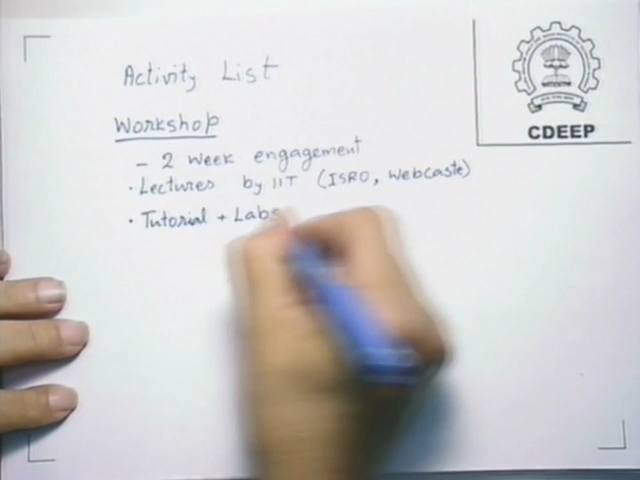 Activity List
Workshop
- 2 week engagement
· Lectures by IIT (ISRO, Webcaste)
· Tutorial + Labs
CDEEP